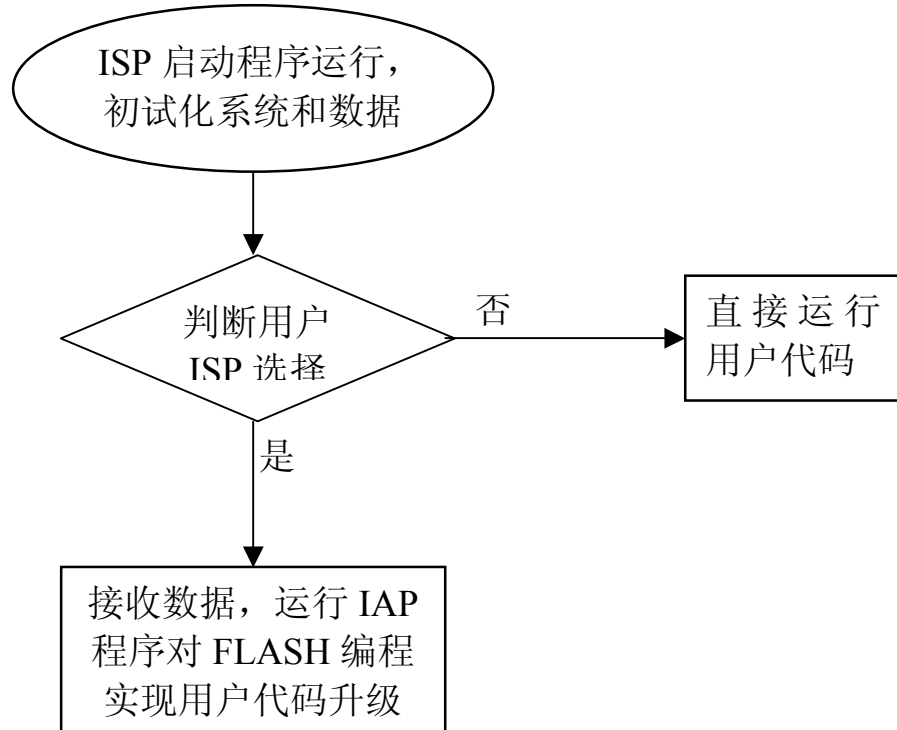 ISP 启动程序运行，
初试化系统和数据
判断用户
ISP 选择
否
直接运行
用户代码
是
接收数据，运行 IAP
程序对 FLASH 编程
实现用户代码升级